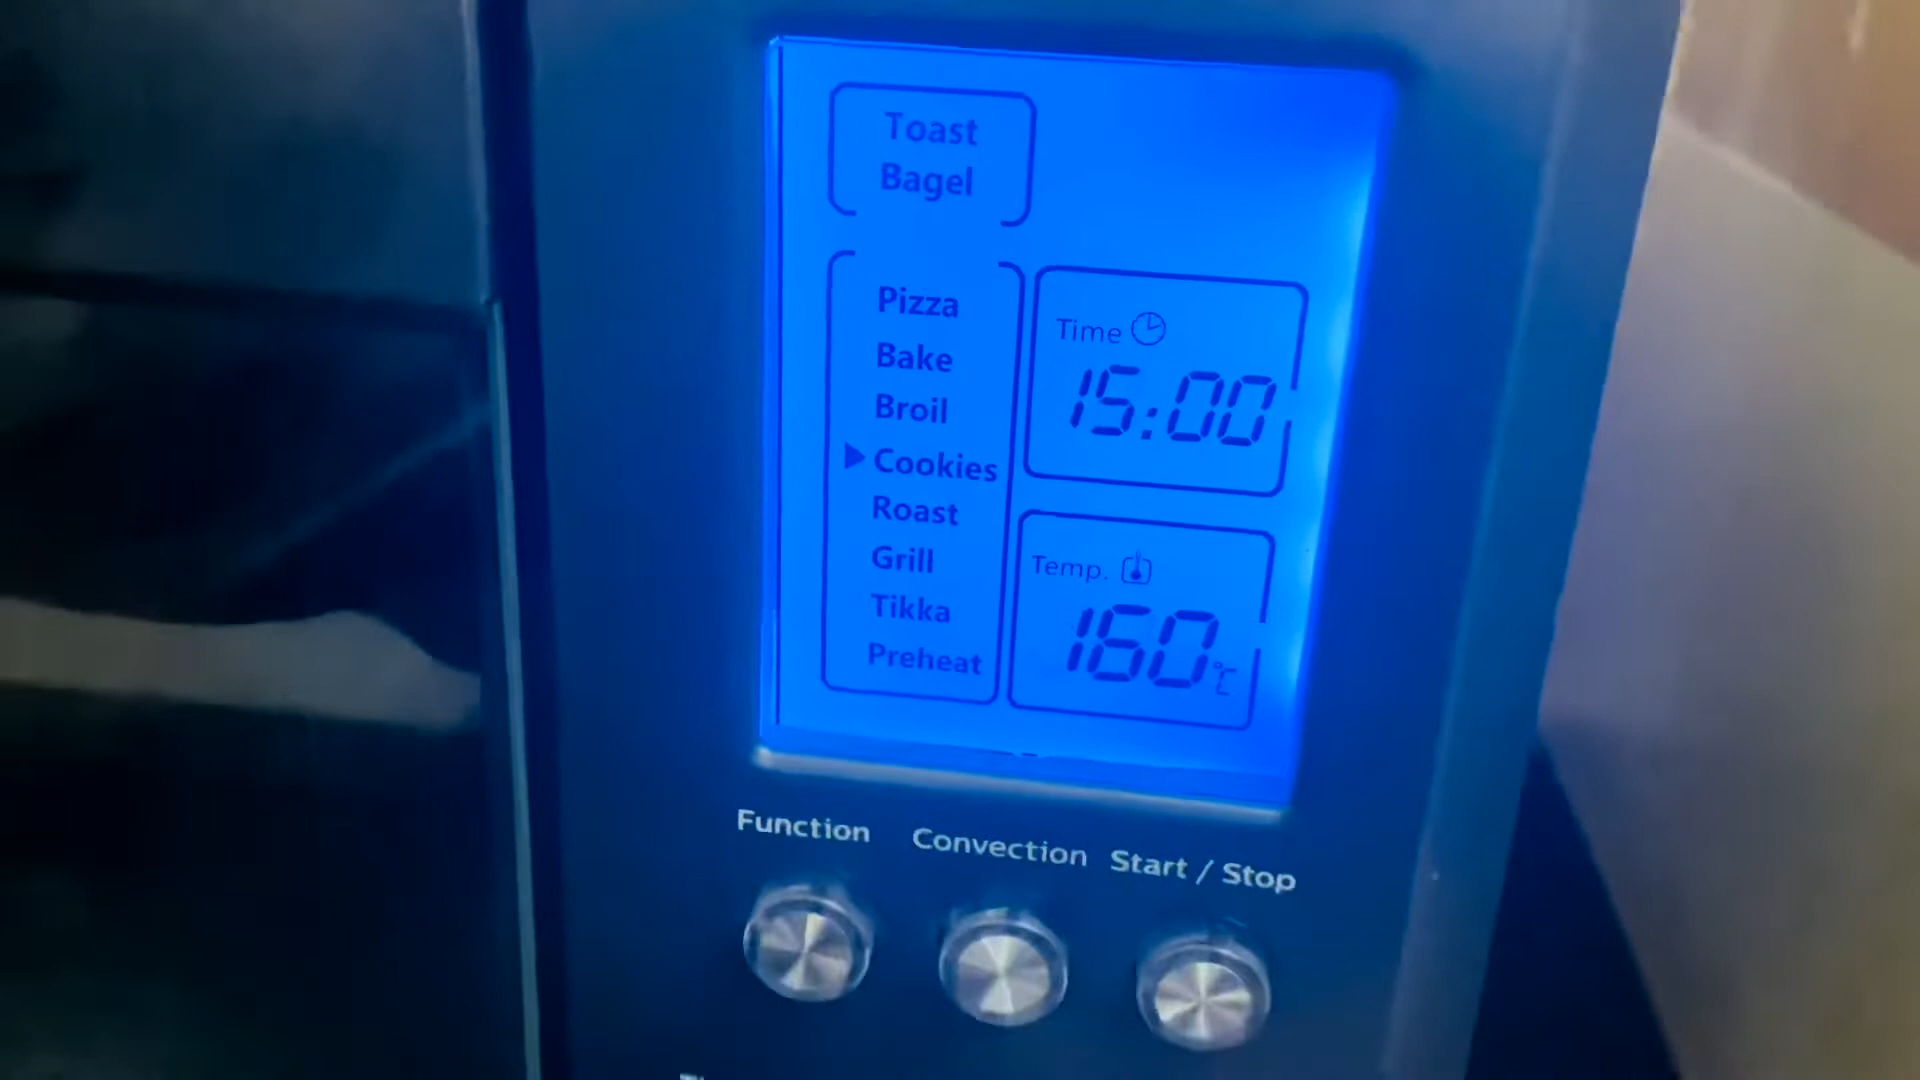 Toast
Bagel
Pizza
Bake
Broil
Cookies
Roast
Grill
Tikka
Preheat
Time
15:00
Temp.
160°C
Function Convection Start / Stop